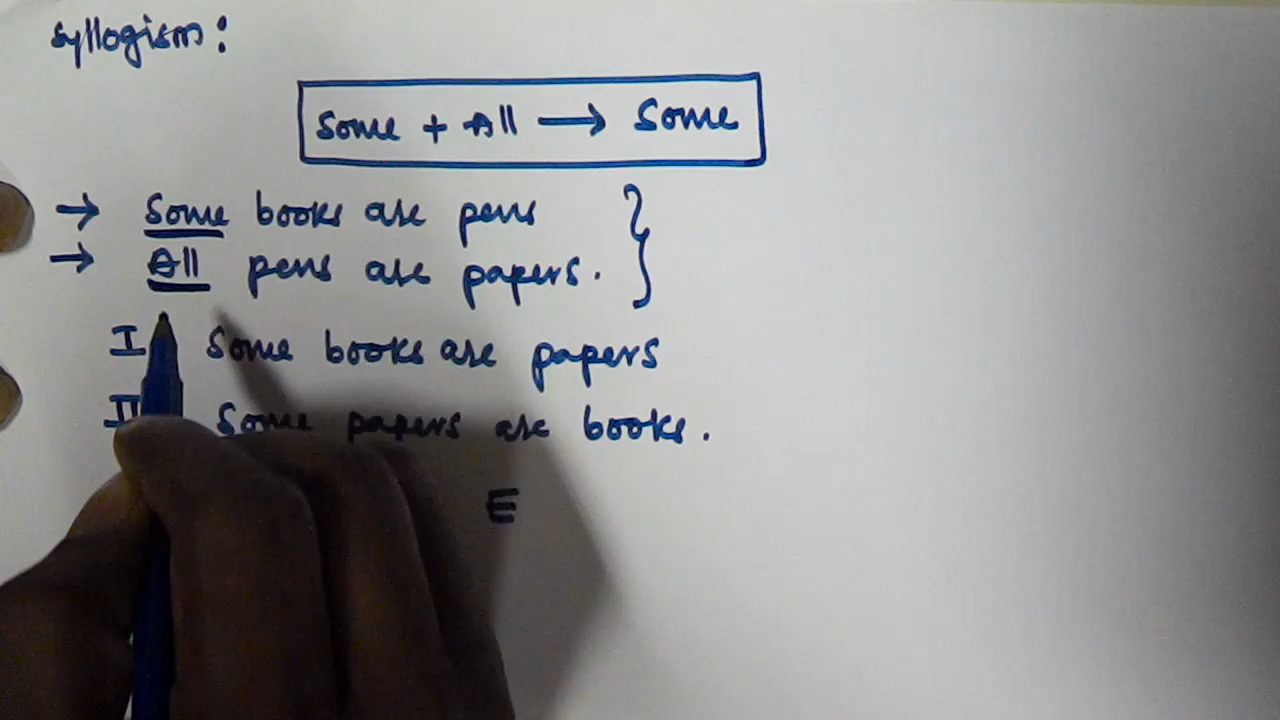 Syllogism:
Some + All → Some
→ Some books are pens
→ All pens are papers.
I Some books are papers
II Some papers are books.
E